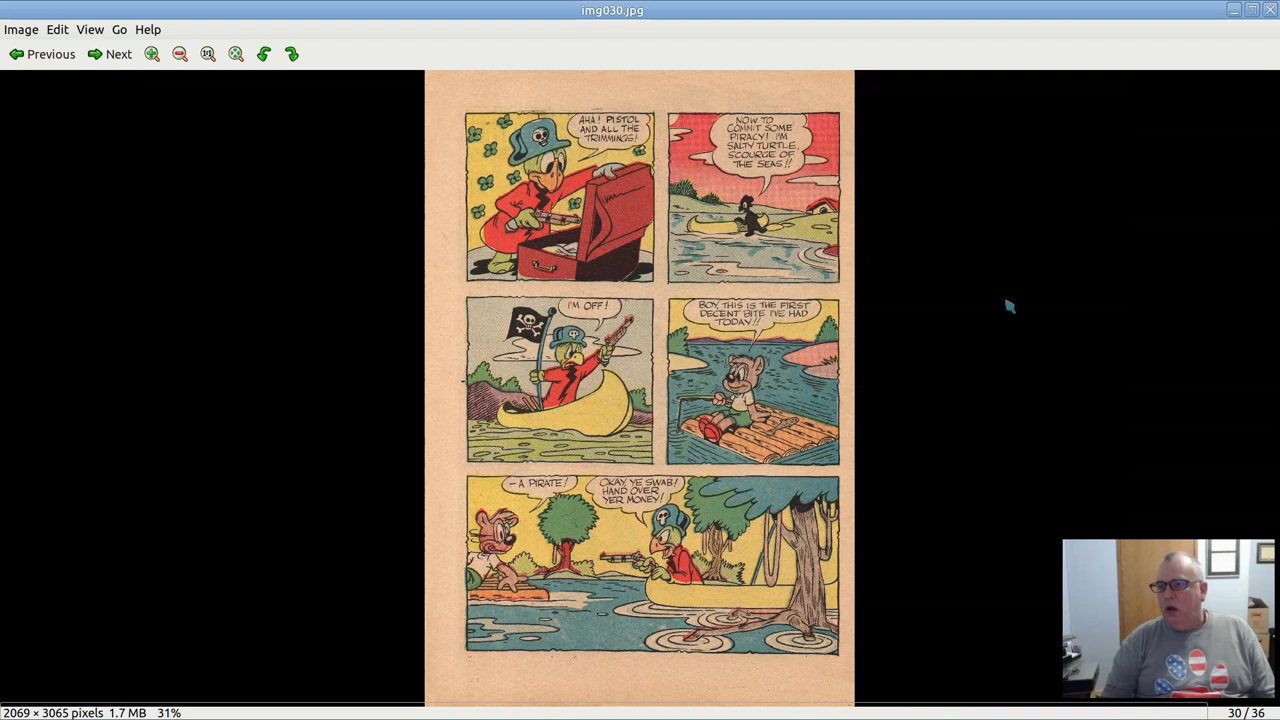 img030.jpg
Image Edit View Go Help
Previous Next
AHA! PISTOL
AND ALL THE
TRIMMINGS!
NOW TO
COMMIT SOME
PIRACY! I'M
SALTY TURTLE,
SCOURGE OF
THE SEAS!!
I'M OFF!
BOY, THIS IS THE FIRST
DECENT BITE I'VE HAD
TODAY!!
-A PIRATE!
OKAY, YE SWAB!
HAND OVER
YER MONEY!
2069 × 3065 pixels 1.7 MB 31%
30 / 36